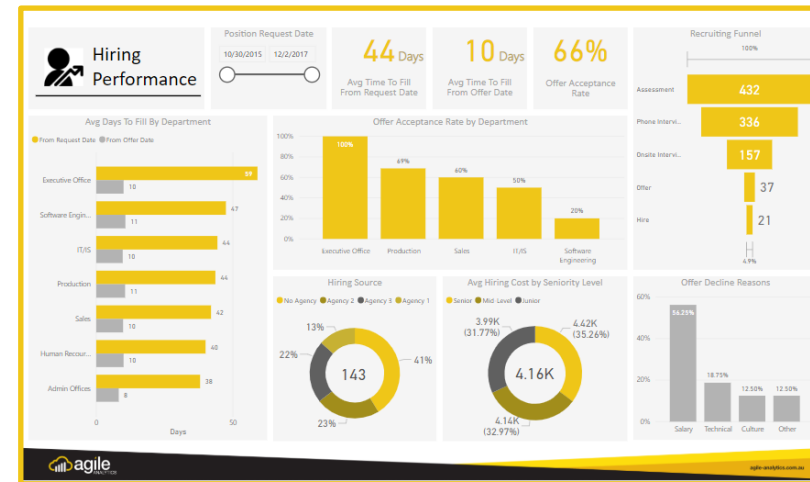 Hiring
Performance
Position Request Date
10/30/2015 12/2/2017
44 Days
Avg Time To Fill
From Request Date
10 Days
Avg Time To Fill
From Offer Date
66%
Offer Acceptance
Rate
Recruiting Funnel
100%
Assessment 432
Phone Intervi... 336
Onsite Intervi... 157
Offer 37
Hire 21
4.9%
Avg Days To Fill By Department
From Request Date From Offer Date
Executive Office 59
10
Software Engin... 47
11
IT/IS 44
10
Production 44
11
Sales 42
10
Human Recour... 40
10
Admin Offices 38
8
0 50
Days
Offer Acceptance Rate by Department
100%
80%
60%
40%
20%
0%
100%
69%
60%
50%
20%
Executive Office Production Sales IT/IS Software
Engineering
Hiring Source
No Agency Agency 2 Agency 3 Agency 1
13%
22%
41%
143
23%
Avg Hiring Cost by Seniority Level
Senior Mid-Level Junior
3.99K
(31.77%)
4.42K
(35.26%)
4.16K
4.14K
(32.97%)
Offer Decline Reasons
60%
40%
20%
0%
56.25%
18.75%
12.50% 12.50%
Salary Technical Culture Other
agile
ANALYTICS
agile-analytics.com.au